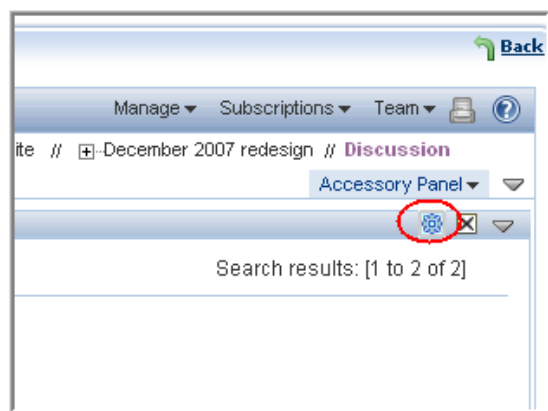 Back
Manage Subscriptions Team
ite // December 2007 redesign // Discussion
Accessory Panel
Search results: [1 to 2 of 2]